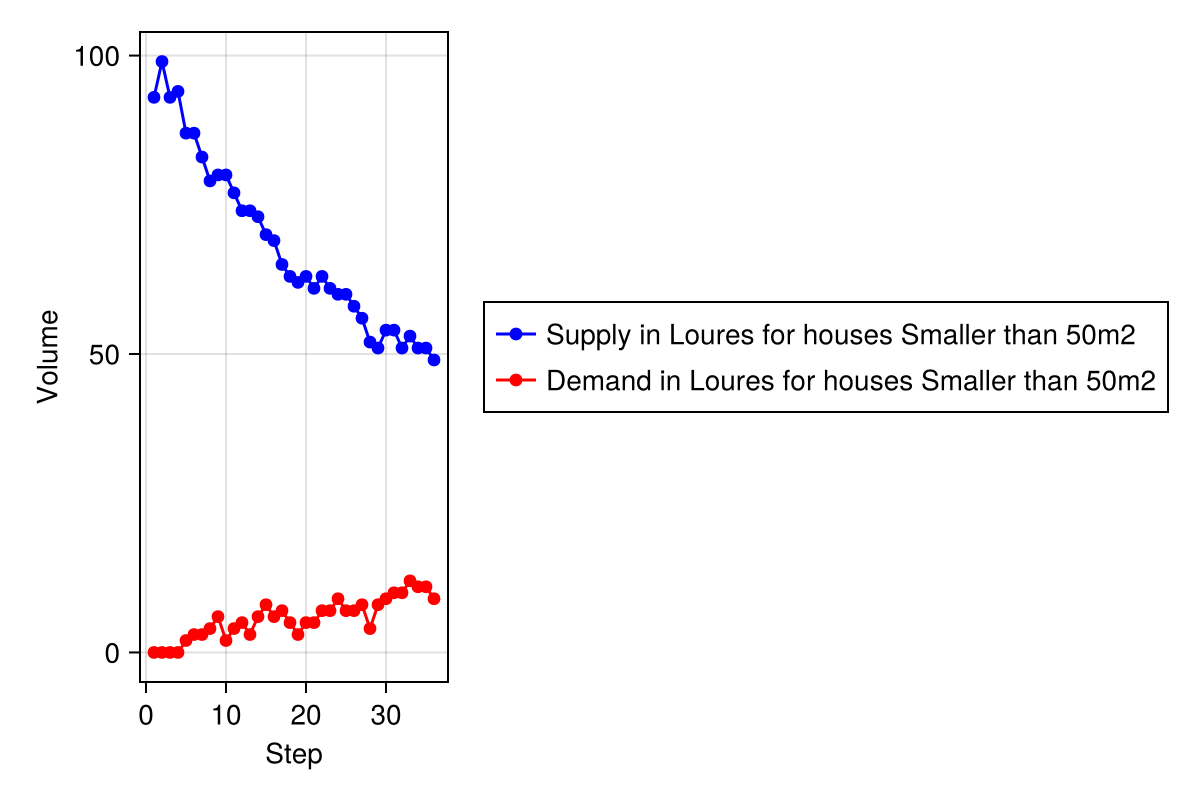 100
50
0
Volume
0 10 20 30
Step
Supply in Loures for houses Smaller than 50m2
Demand in Loures for houses Smaller than 50m2